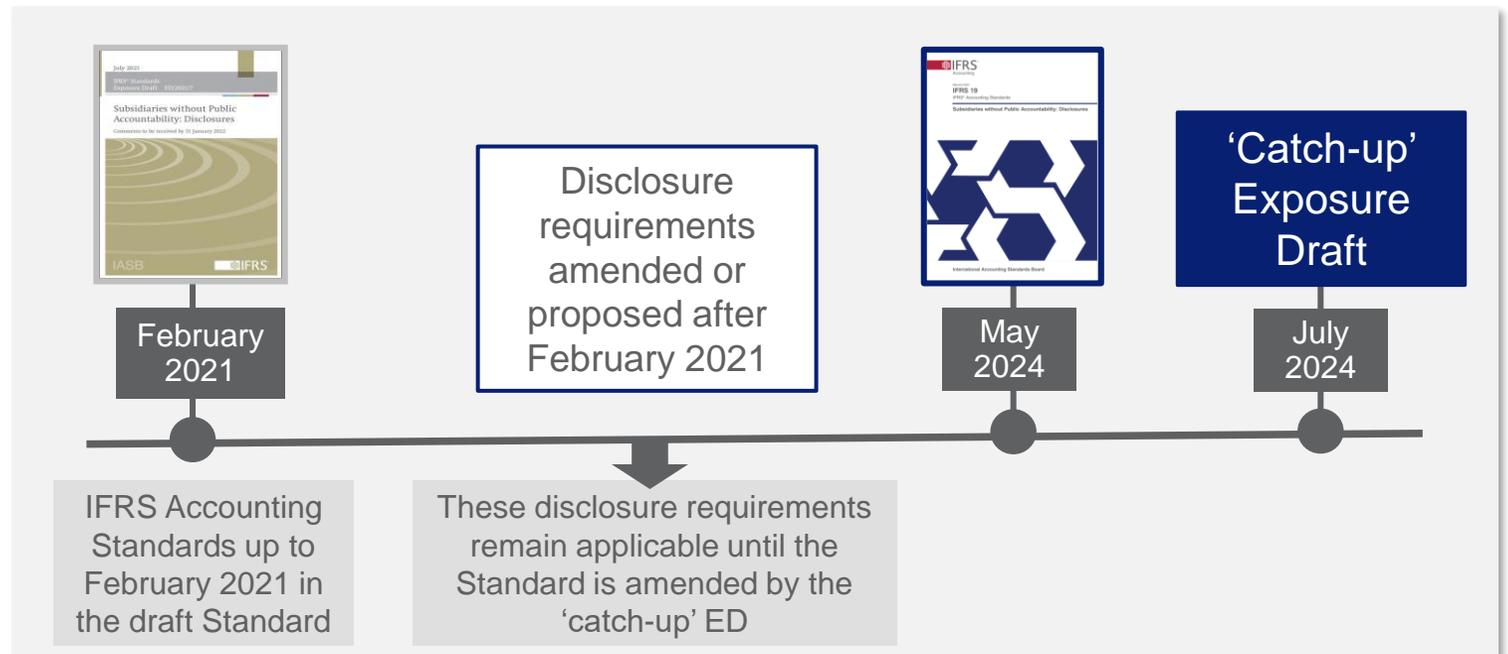 July 2021
IFRS® Standards
Exposure Draft ED/2021/7
Subsidiaries without Public
Accountability: Disclosures
Comments to be received by 31 January 2022
IASB
IFRS®
February
2021
IFRS Accounting
Standards up to
February 2021 in
the draft Standard
Disclosure
requirements
amended or
proposed after
February 2021
These disclosure requirements
remain applicable until the
Standard is amended by the
‘catch-up’ ED
IFRS
Accounting
IFRS 19
IFRS® Accounting Standards
Subsidiaries without Public Accountability: Disclosures
International Accounting Standards Board
May
2024
‘Catch-up’
Exposure
Draft
July
2024